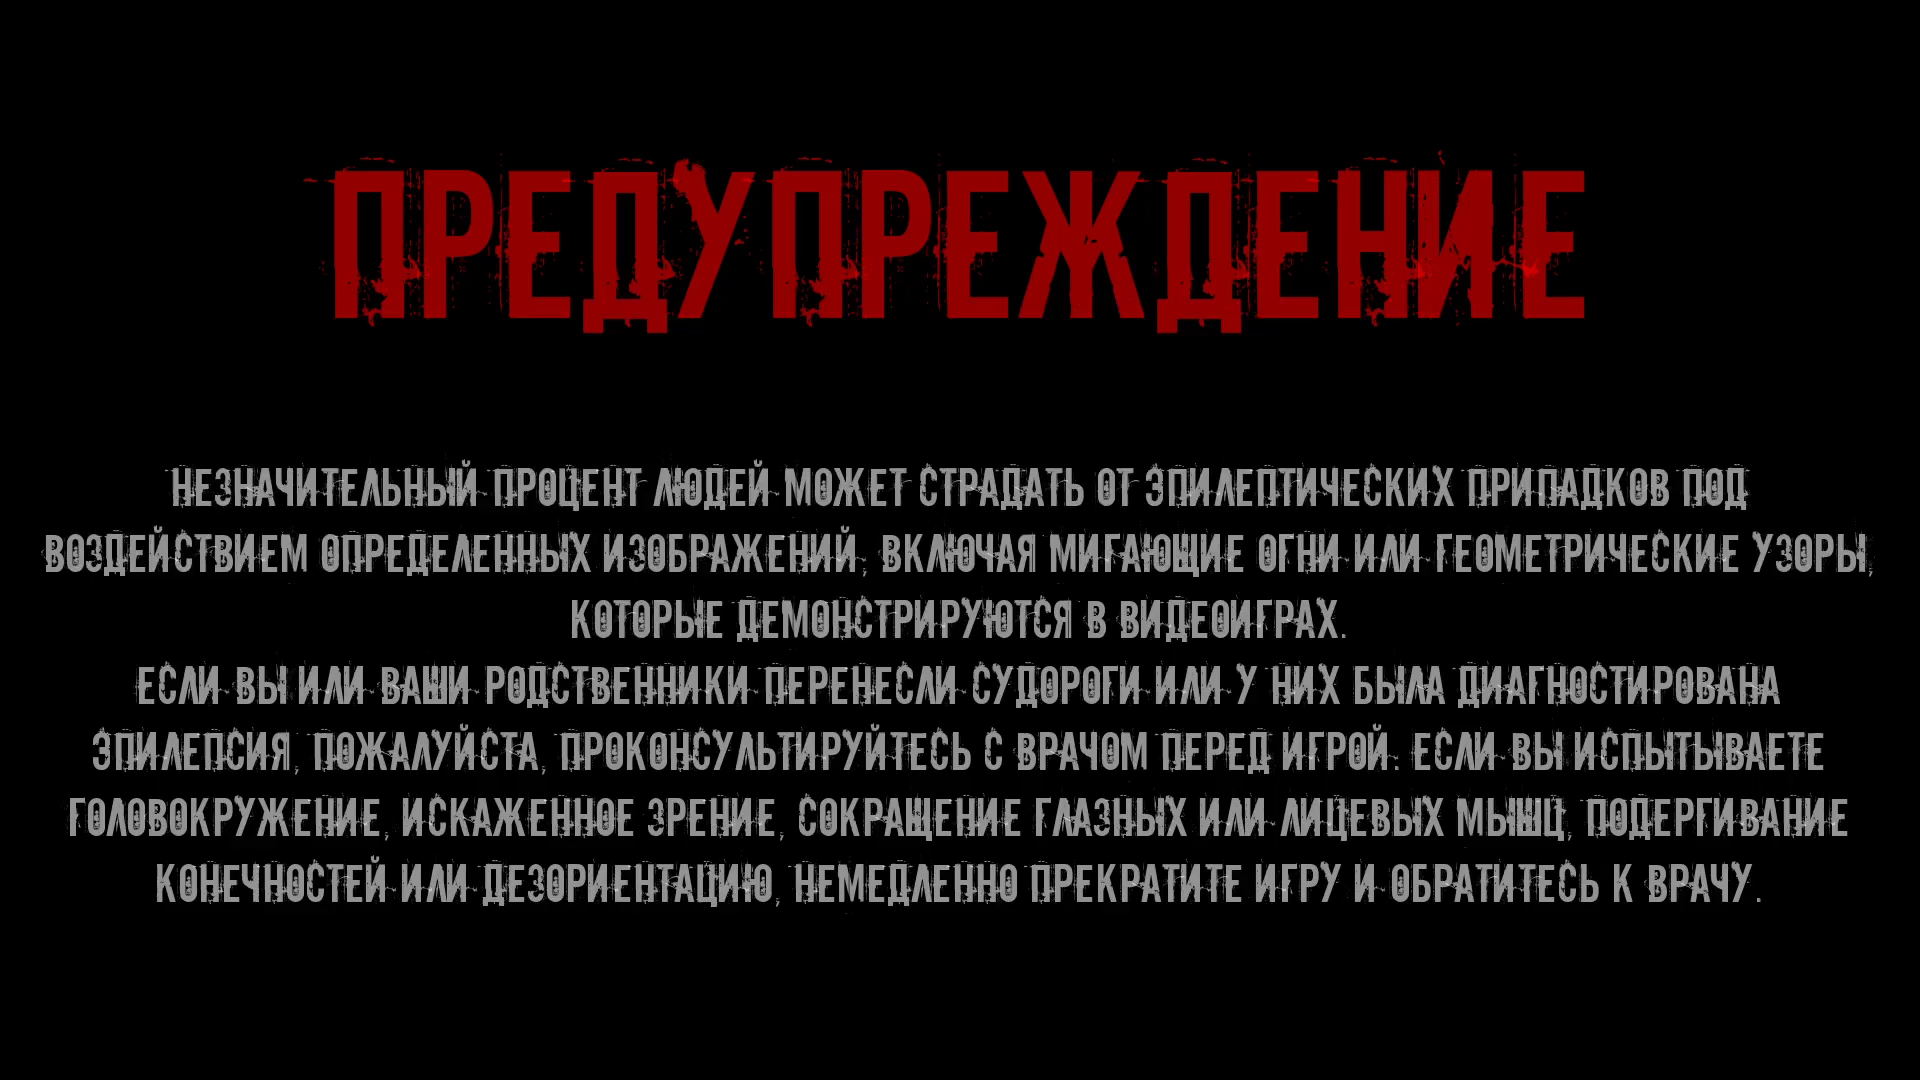 ПРЕДУПРЕЖДЕНИЕ
НЕЗНАЧИТЕЛЬНЫЙ ПРОЦЕНТ ЛЮДЕЙ МОЖЕТ СТРАДАТЬ ОТ ЭПИЛЕПТИЧЕСКИХ ПРИПАДКОВ ПОД
ВОЗДЕЙСТВИЕМ ОПРЕДЕЛЕННЫХ ИЗОБРАЖЕНИЙ, ВКЛЮЧАЯ МИГАЮЩИЕ ОГНИ ИЛИ ГЕОМЕТРИЧЕСКИЕ УЗОРЫ,
КОТОРЫЕ ДЕМОНСТРИРУЮТСЯ В ВИДЕОИГРАХ.
ЕСЛИ ВЫ ИЛИ ВАШИ РОДСТВЕННИКИ ПЕРЕНЕСЛИ СУДОРОГИ ИЛИ У НИХ БЫЛА ДИАГНОСТИРОВАНА
ЭПИЛЕПСИЯ, ПОЖАЛУЙСТА, ПРОКОНСУЛЬТИРУЙТЕСЬ С ВРАЧОМ ПЕРЕД ИГРОЙ. ЕСЛИ ВЫ ИСПЫТЫВАЕТЕ
ГОЛОВОКРУЖЕНИЕ, ИСКАЖЕННОЕ ЗРЕНИЕ, СОКРАЩЕНИЕ ГЛАЗНЫХ ИЛИ ЛИЦЕВЫХ МЫШЦ, ПОДЕРГИВАНИЕ
КОНЕЧНОСТЕЙ ИЛИ ДЕЗОРИЕНТАЦИЮ, НЕМЕДЛЕННО ПРЕКРАТИТЕ ИГРУ И ОБРАТИТЕСЬ К ВРАЧУ.